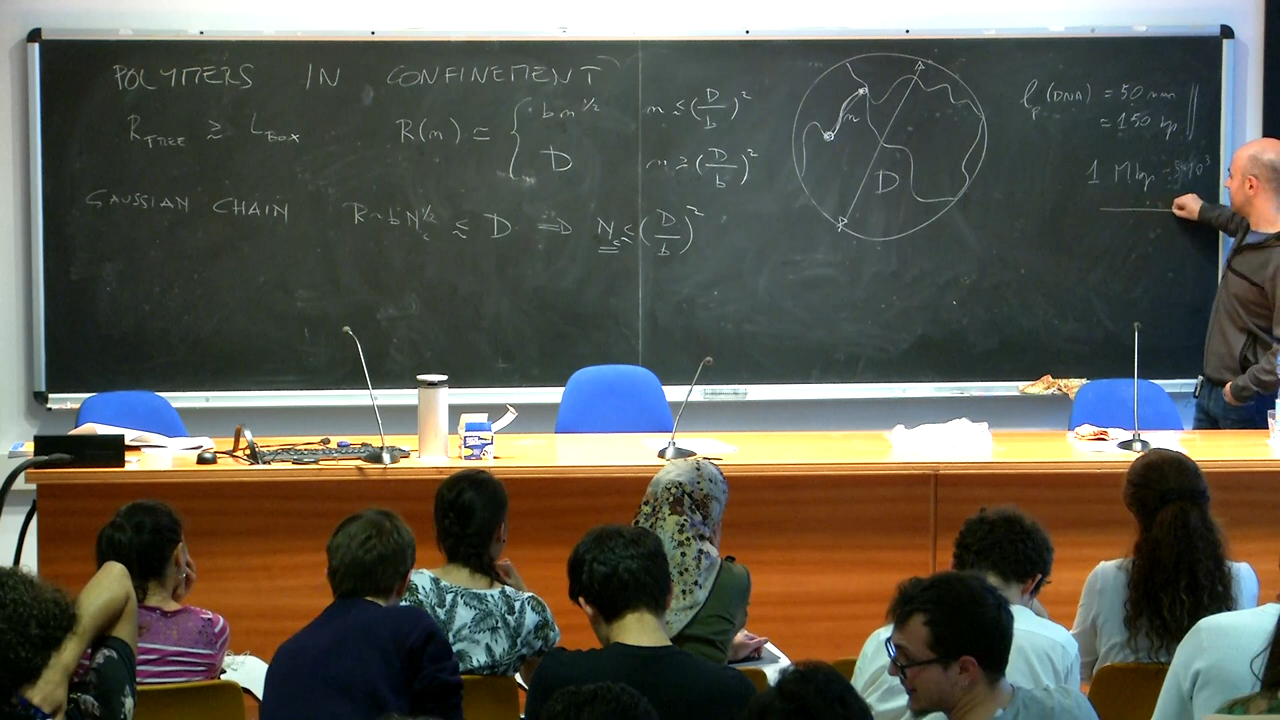 POLYMERS IN CONFINEMENT
R_FREE ≳ L_BOX
R(m) ≃ { b m^1/2   m ≲ (D/b)^2
D   m ≳ (D/b)^2
GAUSSIAN CHAIN   R ~ b N_c^1/2 ≲ D ⇒ N_c ≲ (D/b)^2
m
D
ℓ_p (DNA) = 50 nm
= 150 bp
1 Mbp